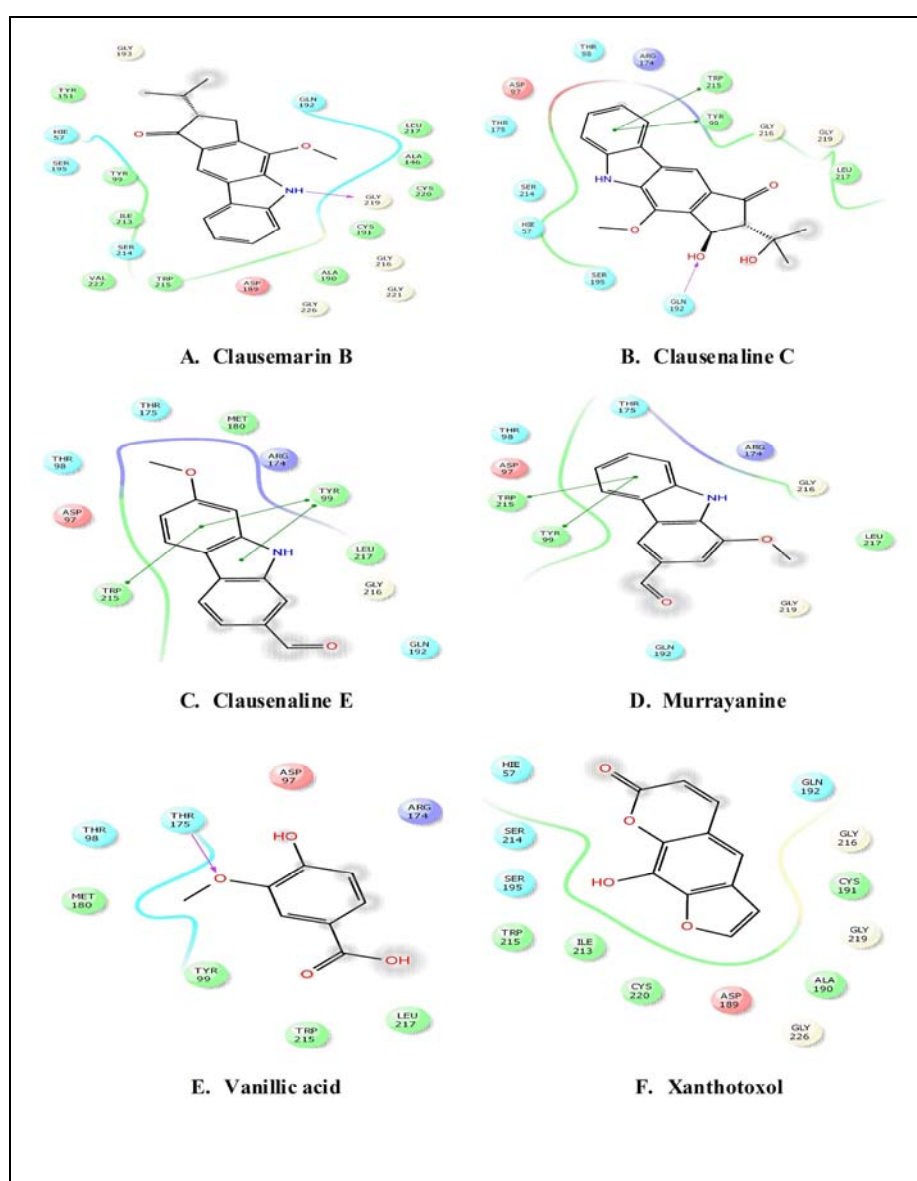 GLY
193
TYR
151
HIE
57
SER
195
TYR
99
ILE
213
SER
214
VAL
227
TRP
215
ASP
189
ALA
190
GLY
226
GLY
221
GLY
216
CYS
191
GLY
219
CYS
220
ALA
146
LEU
217
GLN
192
O
O
NH
A. Clausemarin B
THR
98
ARG
174
ASP
97
TRP
215
THR
175
TYR
99
GLY
216
GLY
219
LEU
217
SER
214
HIE
57
SER
195
GLN
192
HN
O
O
HO
HO
B. Clausenaline C
THR
175
MET
180
THR
98
ARG
174
TYR
99
ASP
97
LEU
217
GLY
216
TRP
215
GLN
192
O
NH
O
C. Clausenaline E
THR
175
THR
98
ARG
174
ASP
97
GLY
216
TRP
215
TYR
99
LEU
217
GLY
219
GLN
192
NH
O
O
D. Murrayanine
ASP
97
THR
175
ARG
174
THR
98
MET
180
TYR
99
TRP
215
LEU
217
HO
O
O
OH
E. Vanillic acid
HIE
57
GLN
192
SER
214
GLY
216
SER
195
CYS
191
TRP
215
ILE
213
GLY
219
CYS
220
ASP
189
ALA
190
GLY
226
O
O
HO
O
F. Xanthotoxol